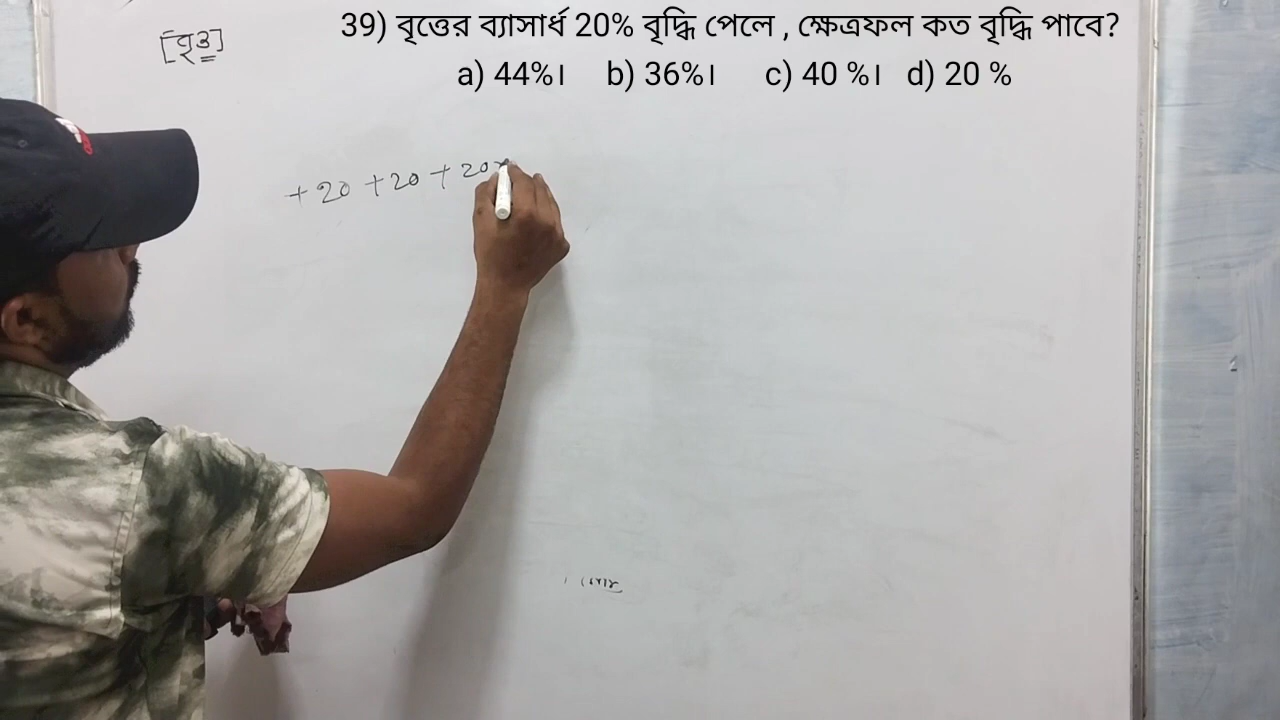 39) বৃত্তের ব্যাসার্ধ 20% বৃদ্ধি পেলে , ক্ষেত্রফল কত বৃদ্ধি পাবে?
a) 44%। b) 36%। c) 40 %। d) 20 %
[বৃত্ত]
+ 20 + 20 + 20